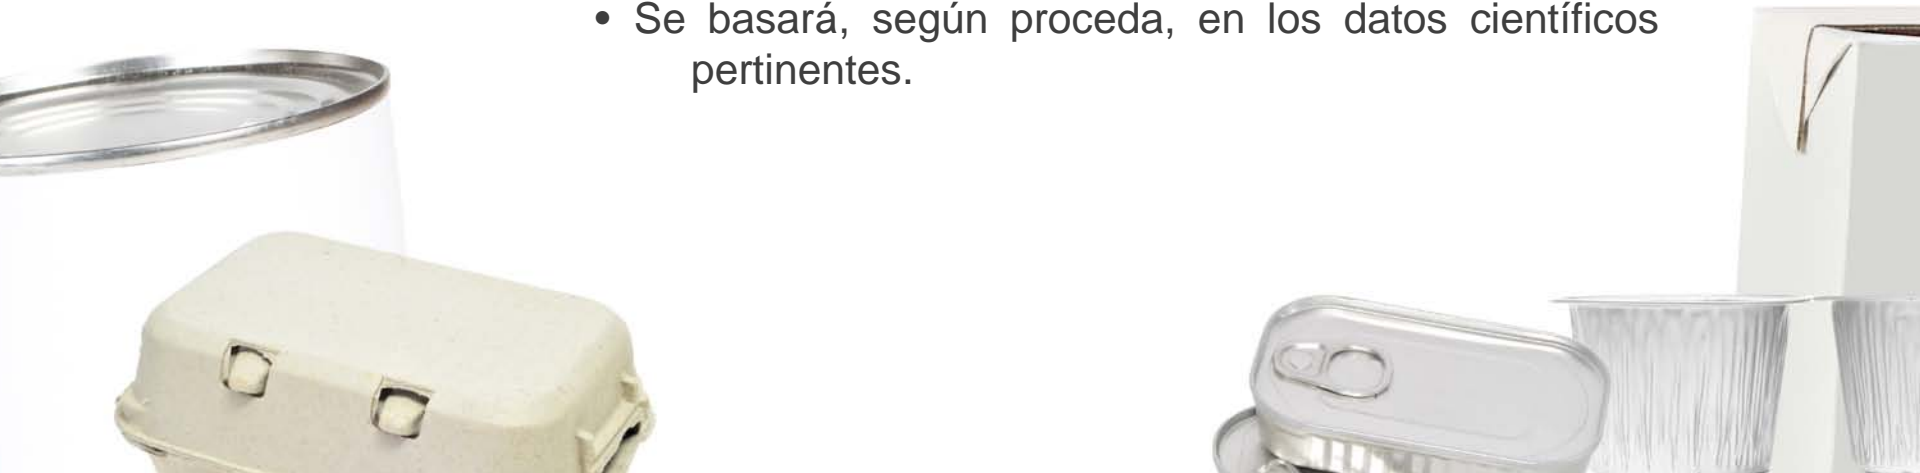 • Se basará, según proceda, en los datos científicos
pertinentes.